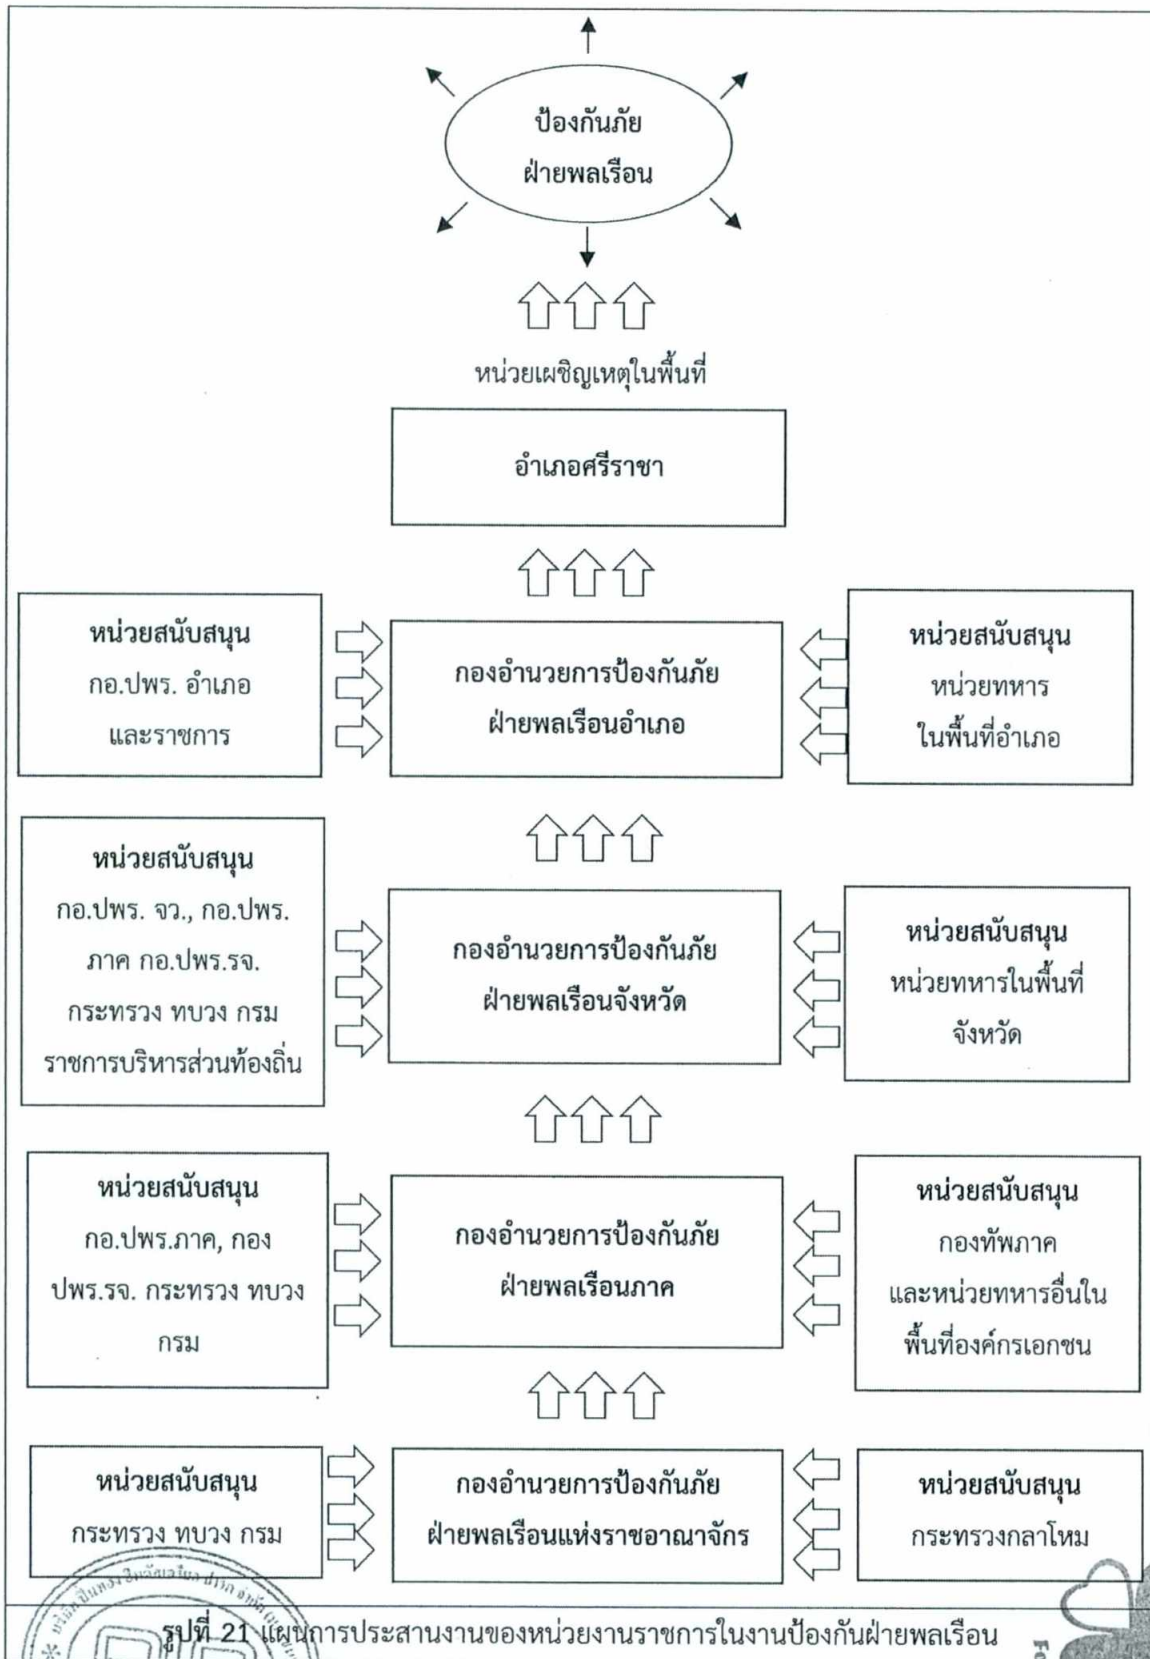 ป้องกันภัย
ฝ่ายพลเรือน
หน่วยเผชิญเหตุในพื้นที่
อำเภอศรีราชา
หน่วยสนับสนุน
กอ.ปพร. อำเภอ
และราชการ
กองอำนวยการป้องกันภัย
ฝ่ายพลเรือนอำเภอ
หน่วยสนับสนุน
หน่วยทหาร
ในพื้นที่อำเภอ
หน่วยสนับสนุน
กอ.ปพร. จว., กอ.ปพร.
ภาค กอ.ปพร.รจ.
กระทรวง ทบวง กรม
ราชการบริหารส่วนท้องถิ่น
กองอำนวยการป้องกันภัย
ฝ่ายพลเรือนจังหวัด
หน่วยสนับสนุน
หน่วยทหารในพื้นที่
จังหวัด
หน่วยสนับสนุน
กอ.ปพร.ภาค, กอง
ปพร.รจ. กระทรวง ทบวง
กรม
กองอำนวยการป้องกันภัย
ฝ่ายพลเรือนภาค
หน่วยสนับสนุน
กองทัพภาค
และหน่วยทหารอื่นใน
พื้นที่องค์กรเอกชน
หน่วยสนับสนุน
กระทรวง ทบวง กรม
กองอำนวยการป้องกันภัย
ฝ่ายพลเรือนแห่งราชอาณาจักร
หน่วยสนับสนุน
กระทรวงกลาโหม
รูปที่ 21 แผนการประสานงานของหน่วยงานราชการในงานป้องกันฝ่ายพลเรือน